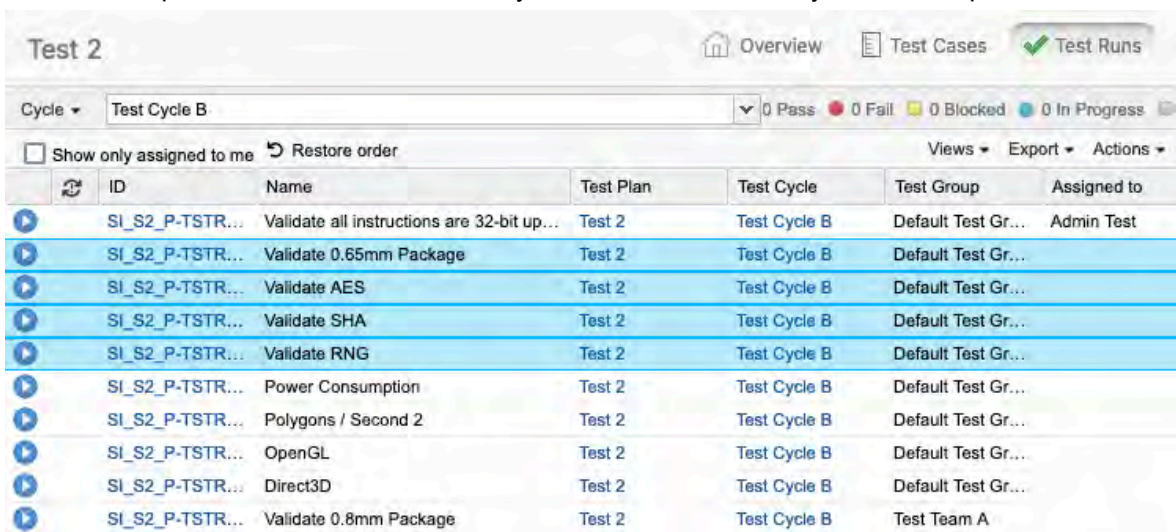 Test 2 Overview Test Cases Test Runs
Cycle Test Cycle B 0 Pass 0 Fail 0 Blocked 0 In Progress
Show only assigned to me Restore order Views Export Actions
ID Name Test Plan Test Cycle Test Group Assigned to
SI_S2_P-TSTR... Validate all instructions are 32-bit up... Test 2 Test Cycle B Default Test Gr... Admin Test
SI_S2_P-TSTR... Validate 0.65mm Package Test 2 Test Cycle B Default Test Gr...
SI_S2_P-TSTR... Validate AES Test 2 Test Cycle B Default Test Gr...
SI_S2_P-TSTR... Validate SHA Test 2 Test Cycle B Default Test Gr...
SI_S2_P-TSTR... Validate RNG Test 2 Test Cycle B Default Test Gr...
SI_S2_P-TSTR... Power Consumption Test 2 Test Cycle B Default Test Gr...
SI_S2_P-TSTR... Polygons / Second 2 Test 2 Test Cycle B Default Test Gr...
SI_S2_P-TSTR... OpenGL Test 2 Test Cycle B Default Test Gr...
SI_S2_P-TSTR... Direct3D Test 2 Test Cycle B Default Test Gr...
SI_S2_P-TSTR... Validate 0.8mm Package Test 2 Test Cycle B Test Team A